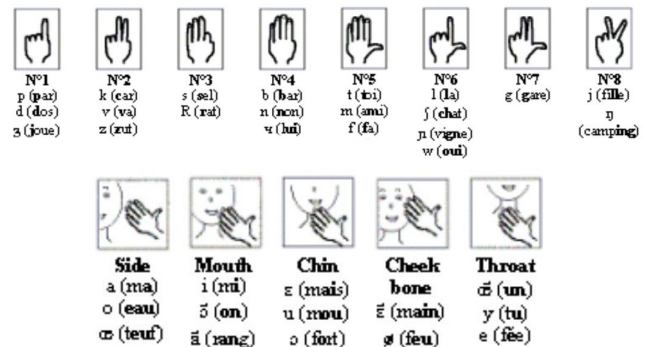 N°1 N°2 N°3 N°4 N°5 N°6 N°7 N°8
p (par) k (car) s (sel) b (bar) t (toi) l (la) g (gare) j (fille)
d (dos) v (va) R (rat) n (non) m (ami) ʃ (chat) ŋ
ʒ (joue) z (zut) ɥ (lui) f (fa) ɲ (vigne) (camping)
w (oui)
Side Mouth Chin Cheek Throat
bone
a (ma) i (mi) ɛ (mais) ɛ̃ (main) œ̃ (un)
o (eau) ɔ̃ (on) u (mou) ø (feu) y (tu)
œ (teuf) ɑ̃ (rang) ɔ (fort) e (fée)